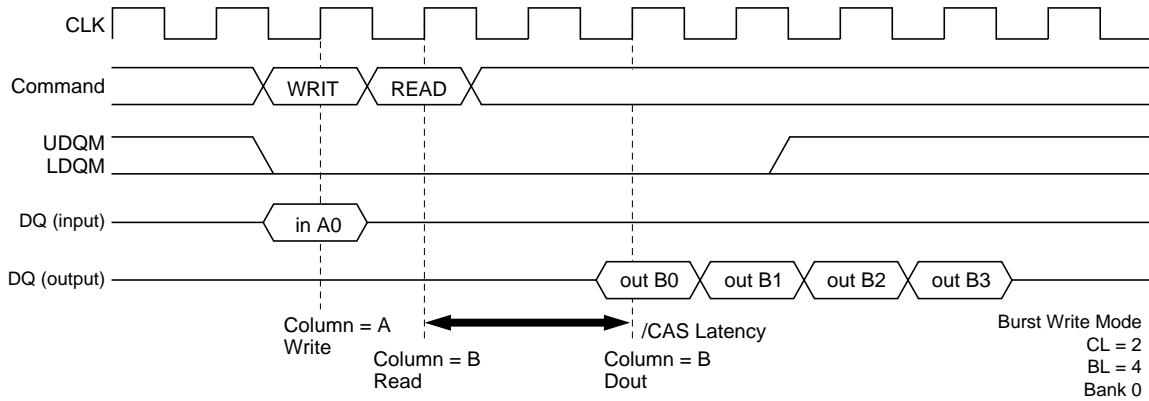 CLK
Command
WRIT
READ
UDQM
LDQM
DQ (input)
in A0
DQ (output)
out B0
out B1
out B2
out B3
Column = A
Write
Column = B
Read
/CAS Latency
Column = B
Dout
Burst Write Mode
CL = 2
BL = 4
Bank 0